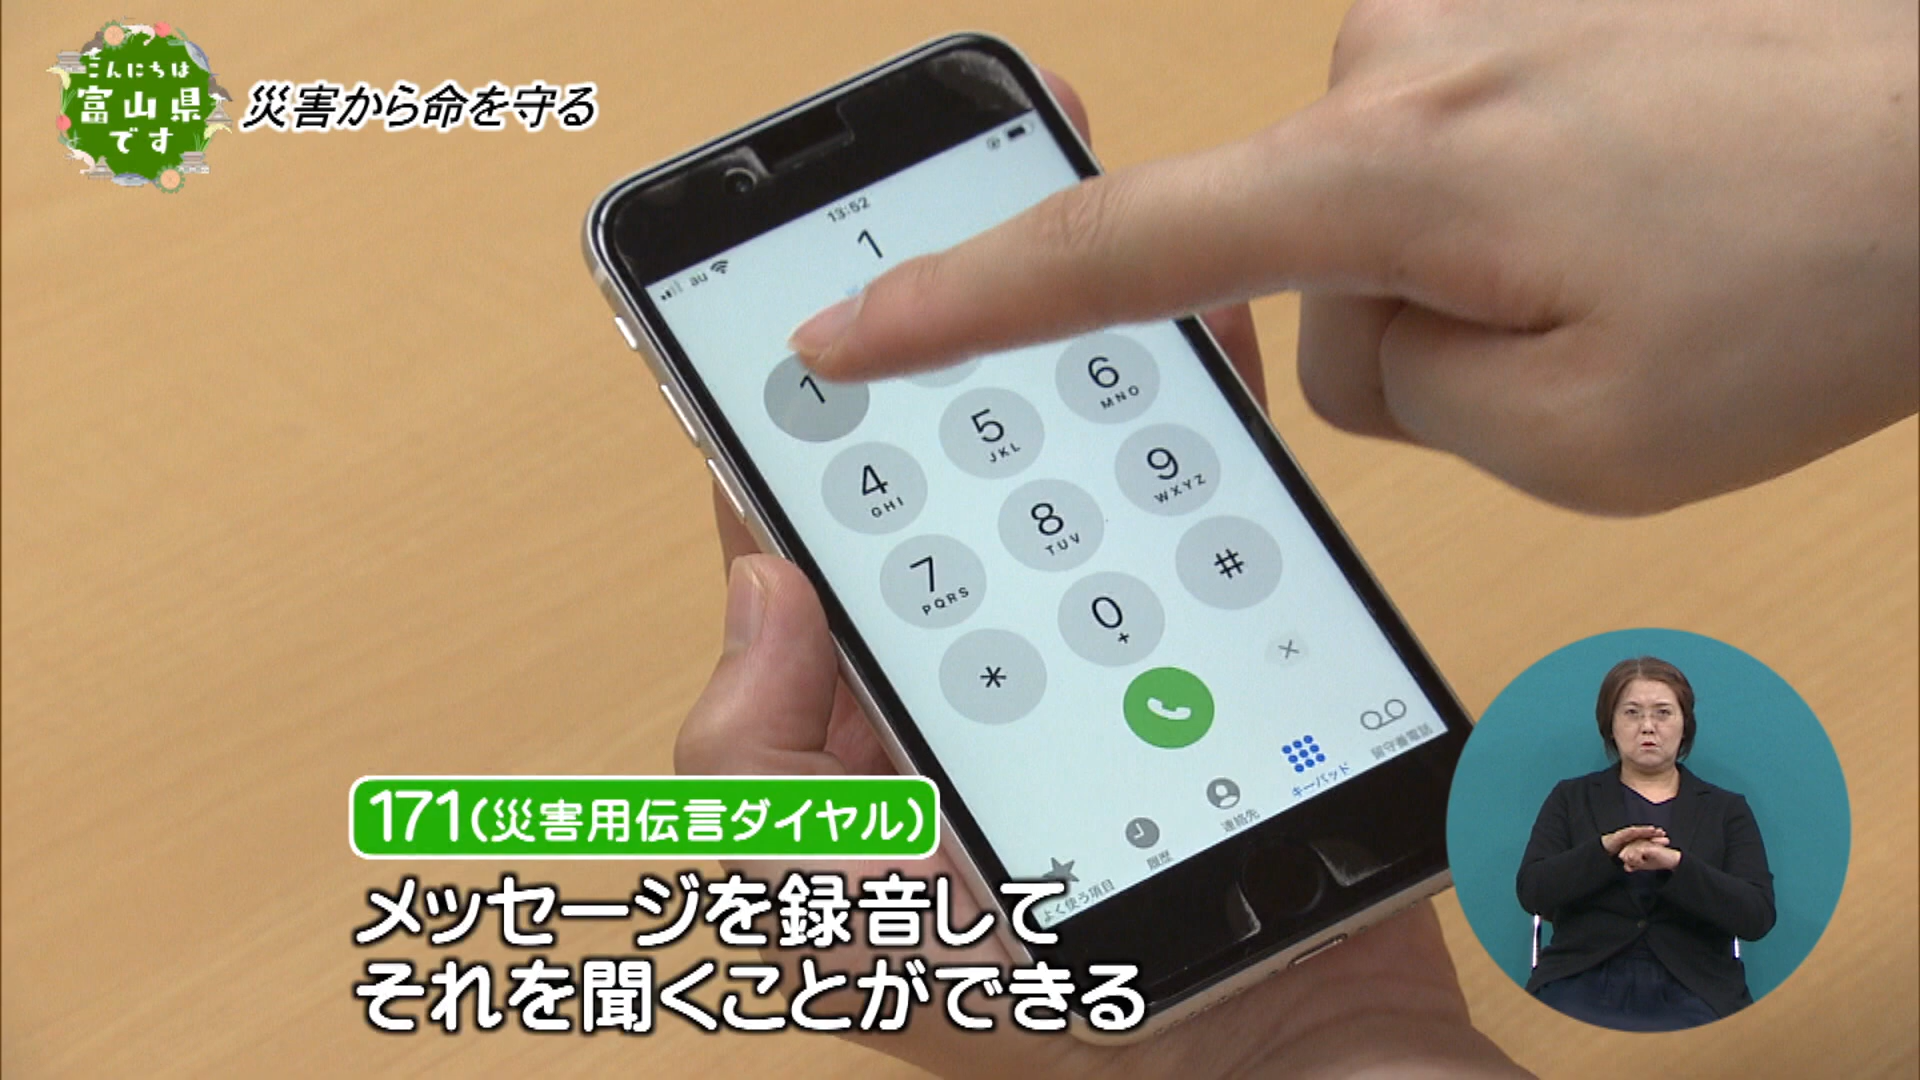 こんにちは
富山県
です
災害から命を守る
13:52
au
1
1
4
GHI
5
JKL
6
MNO
7
PQRS
8
TUV
9
WXYZ
*
0
+
#
よく使う項目
履歴
連絡先
キーパッド
留守番電話
171(災害用伝言ダイヤル)
メッセージを録音して
それを聞くことができる